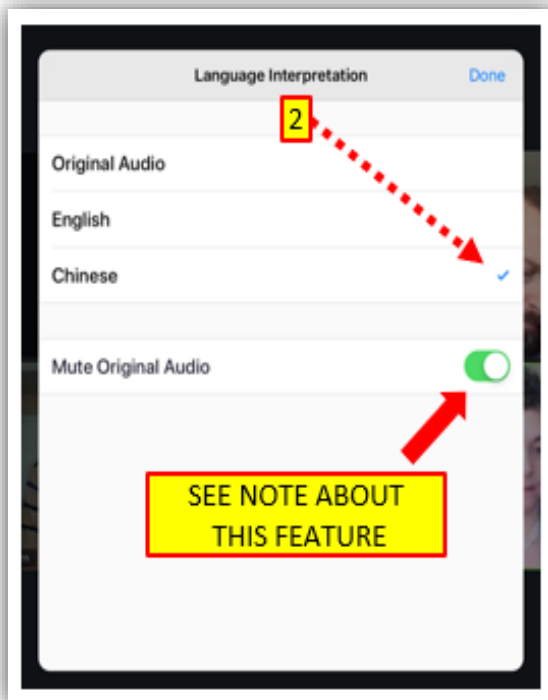 Language Interpretation Done
2
Original Audio
English
Chinese
Mute Original Audio
SEE NOTE ABOUT
THIS FEATURE